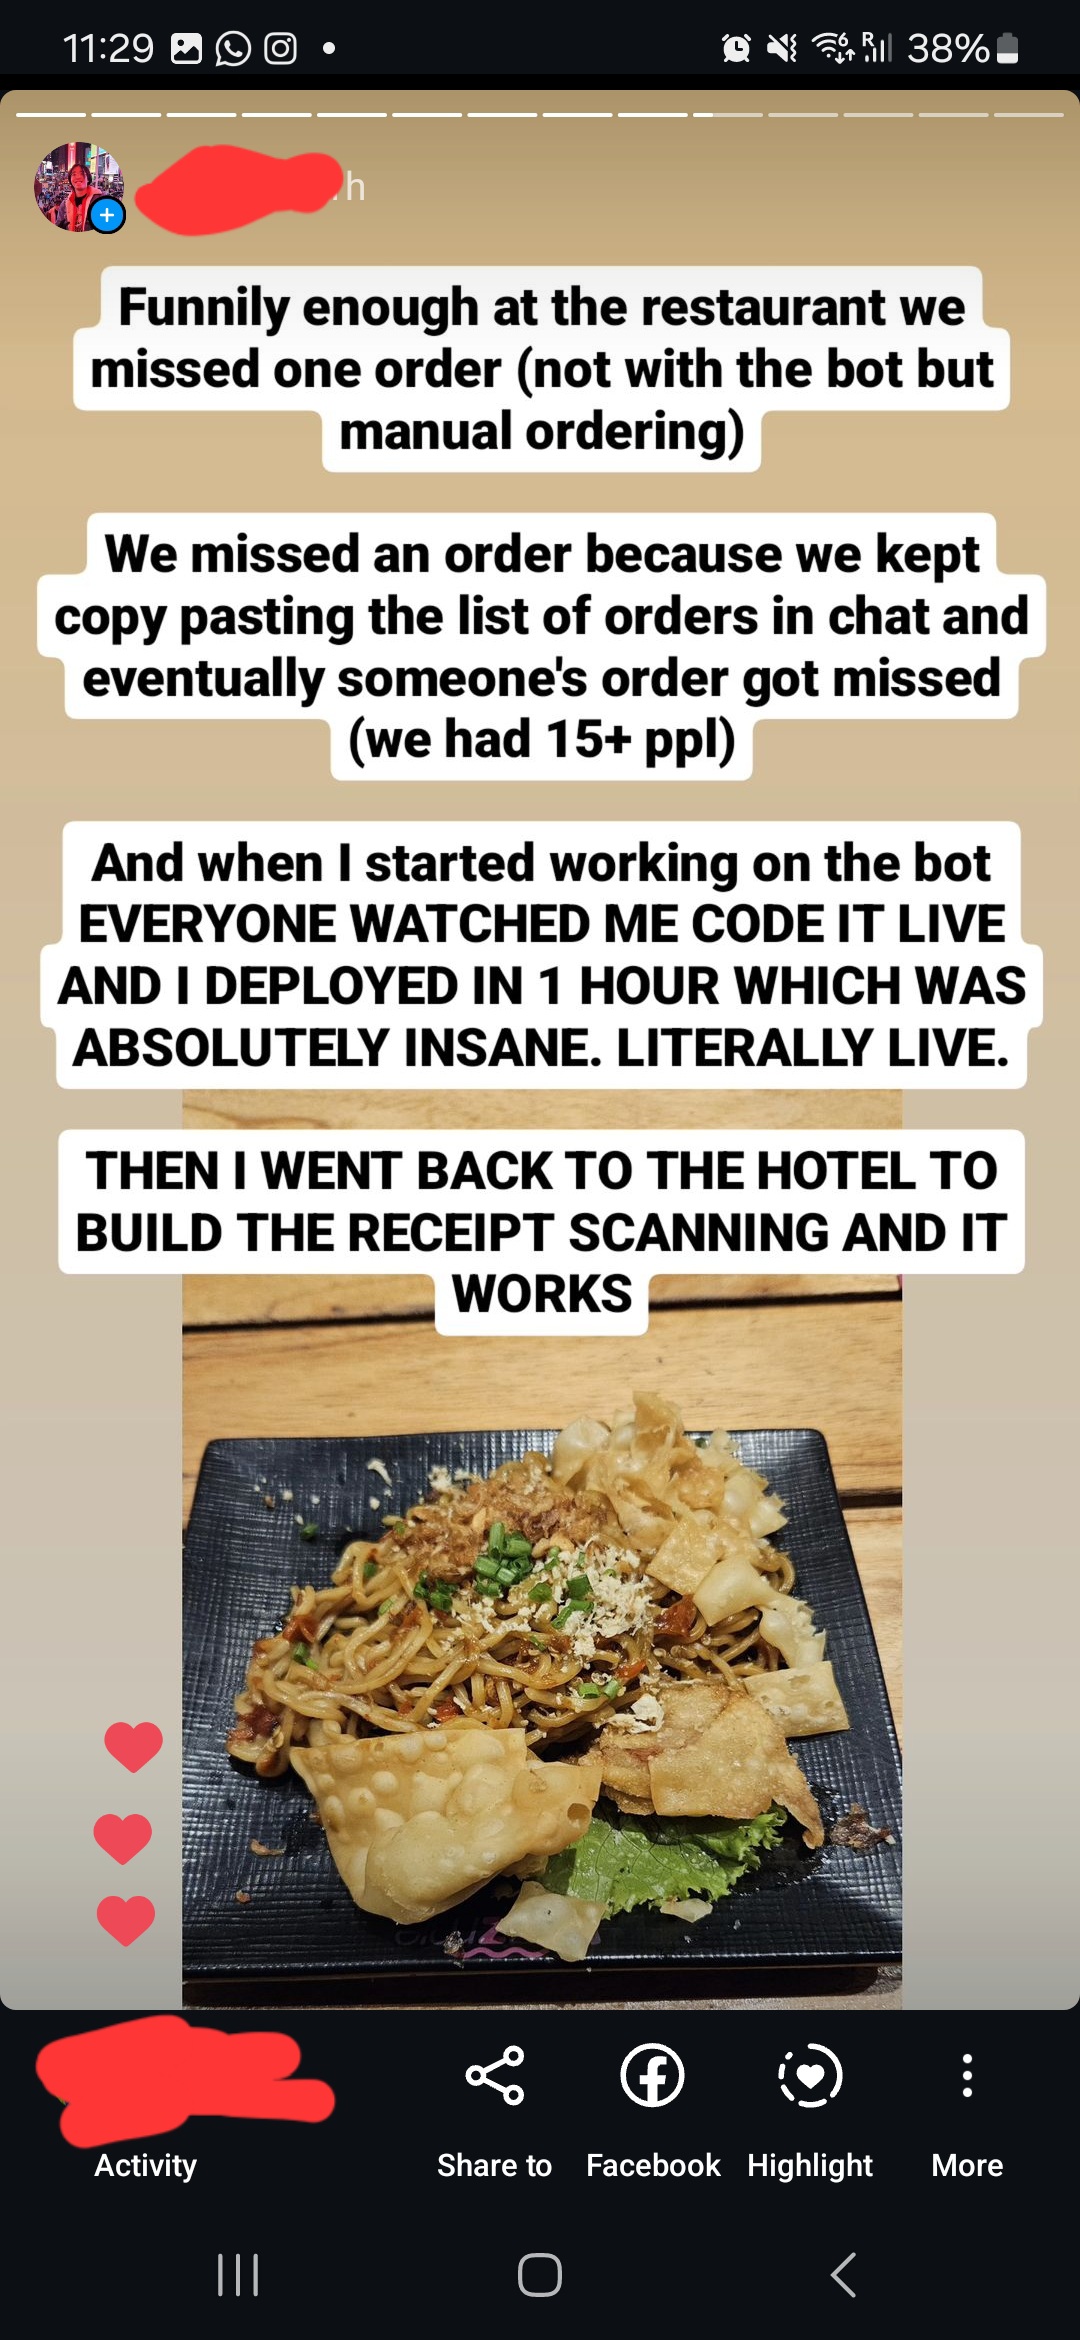 11:29
38%
h
Funnily enough at the restaurant we
missed one order (not with the bot but
manual ordering)
We missed an order because we kept
copy pasting the list of orders in chat and
eventually someone's order got missed
(we had 15+ ppl)
And when I started working on the bot
EVERYONE WATCHED ME CODE IT LIVE
AND I DEPLOYED IN 1 HOUR WHICH WAS
ABSOLUTELY INSANE. LITERALLY LIVE.
THEN I WENT BACK TO THE HOTEL TO
BUILD THE RECEIPT SCANNING AND IT
WORKS
Activity
Share to
Facebook
Highlight
More